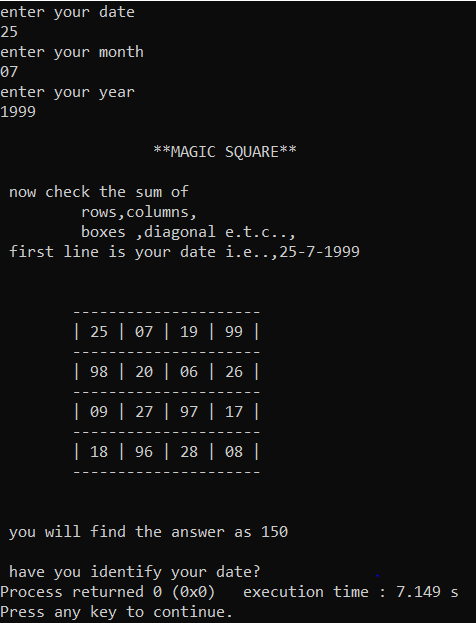 enter your date
25
enter your month
07
enter your year
1999
**MAGIC SQUARE**
now check the sum of
rows,columns,
boxes ,diagonal e.t.c..,
first line is your date i.e..,25-7-1999
---------------------
| 25 | 07 | 19 | 99 |
---------------------
| 98 | 20 | 06 | 26 |
---------------------
| 09 | 27 | 97 | 17 |
---------------------
| 18 | 96 | 28 | 08 |
---------------------
you will find the answer as 150
have you identify your date?
Process returned 0 (0x0)   execution time : 7.149 s
Press any key to continue.